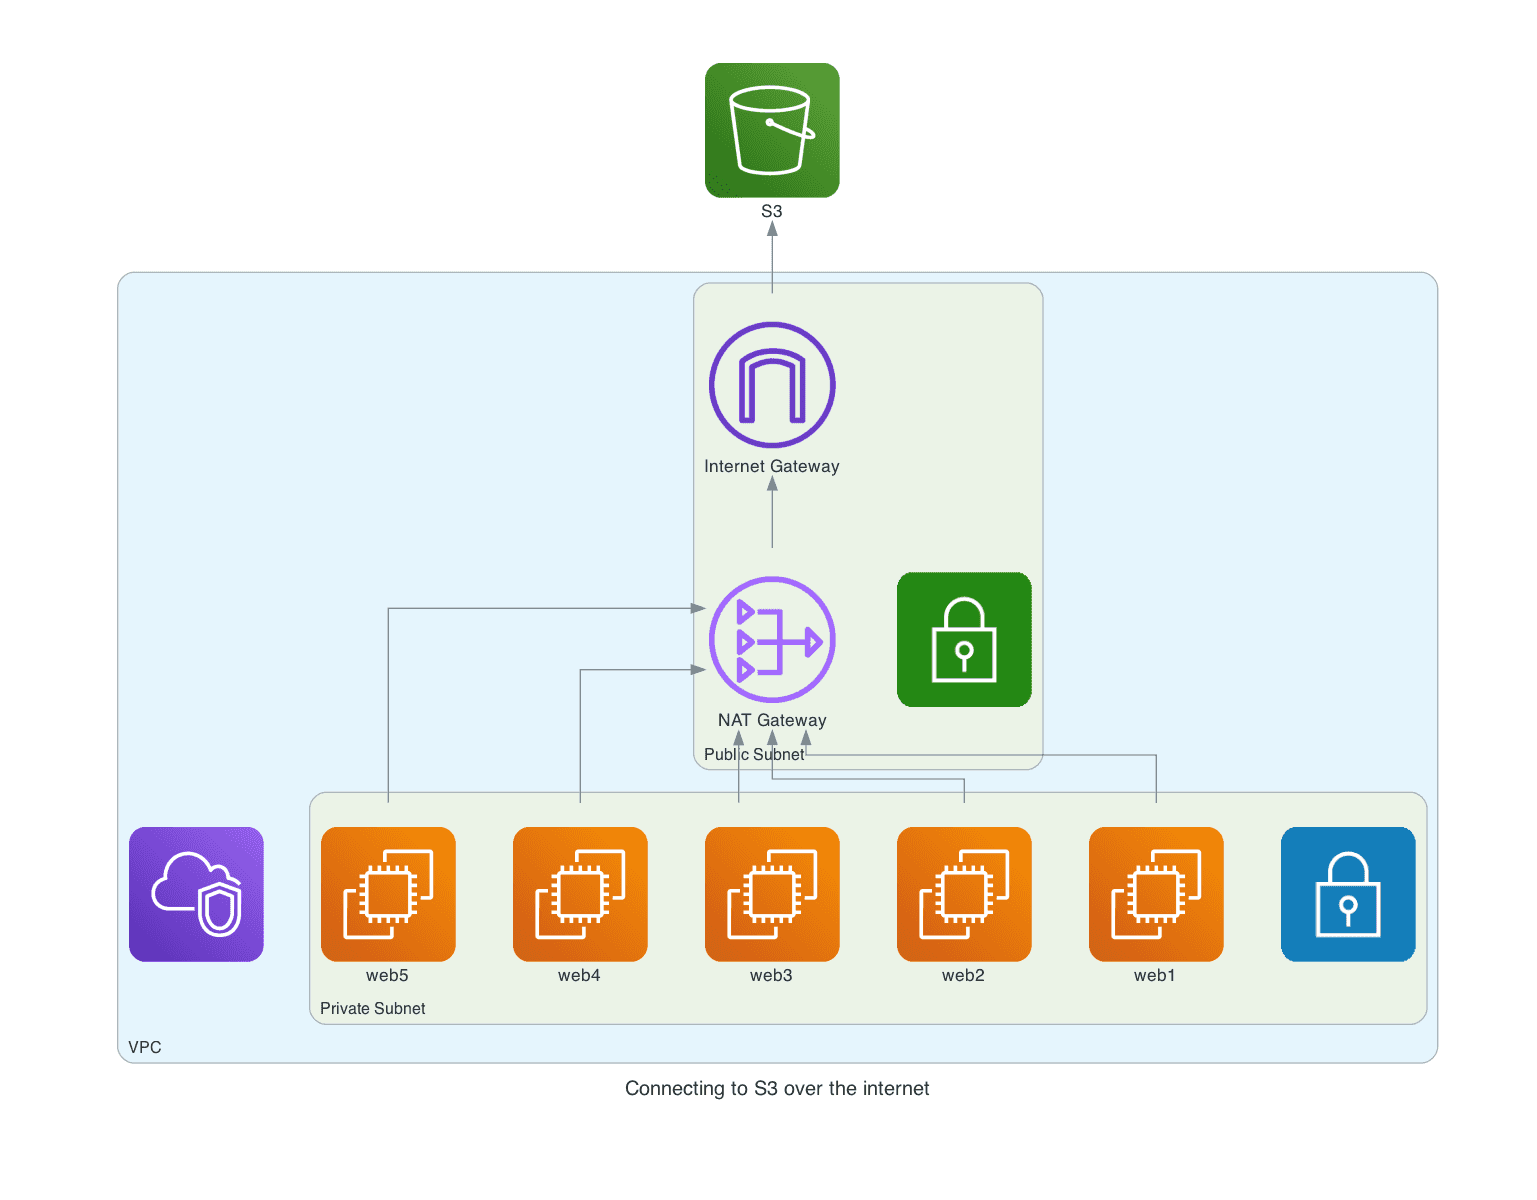 S3
Internet Gateway
NAT Gateway
Public Subnet
web5
web4
web3
web2
web1
Private Subnet
VPC
Connecting to S3 over the internet